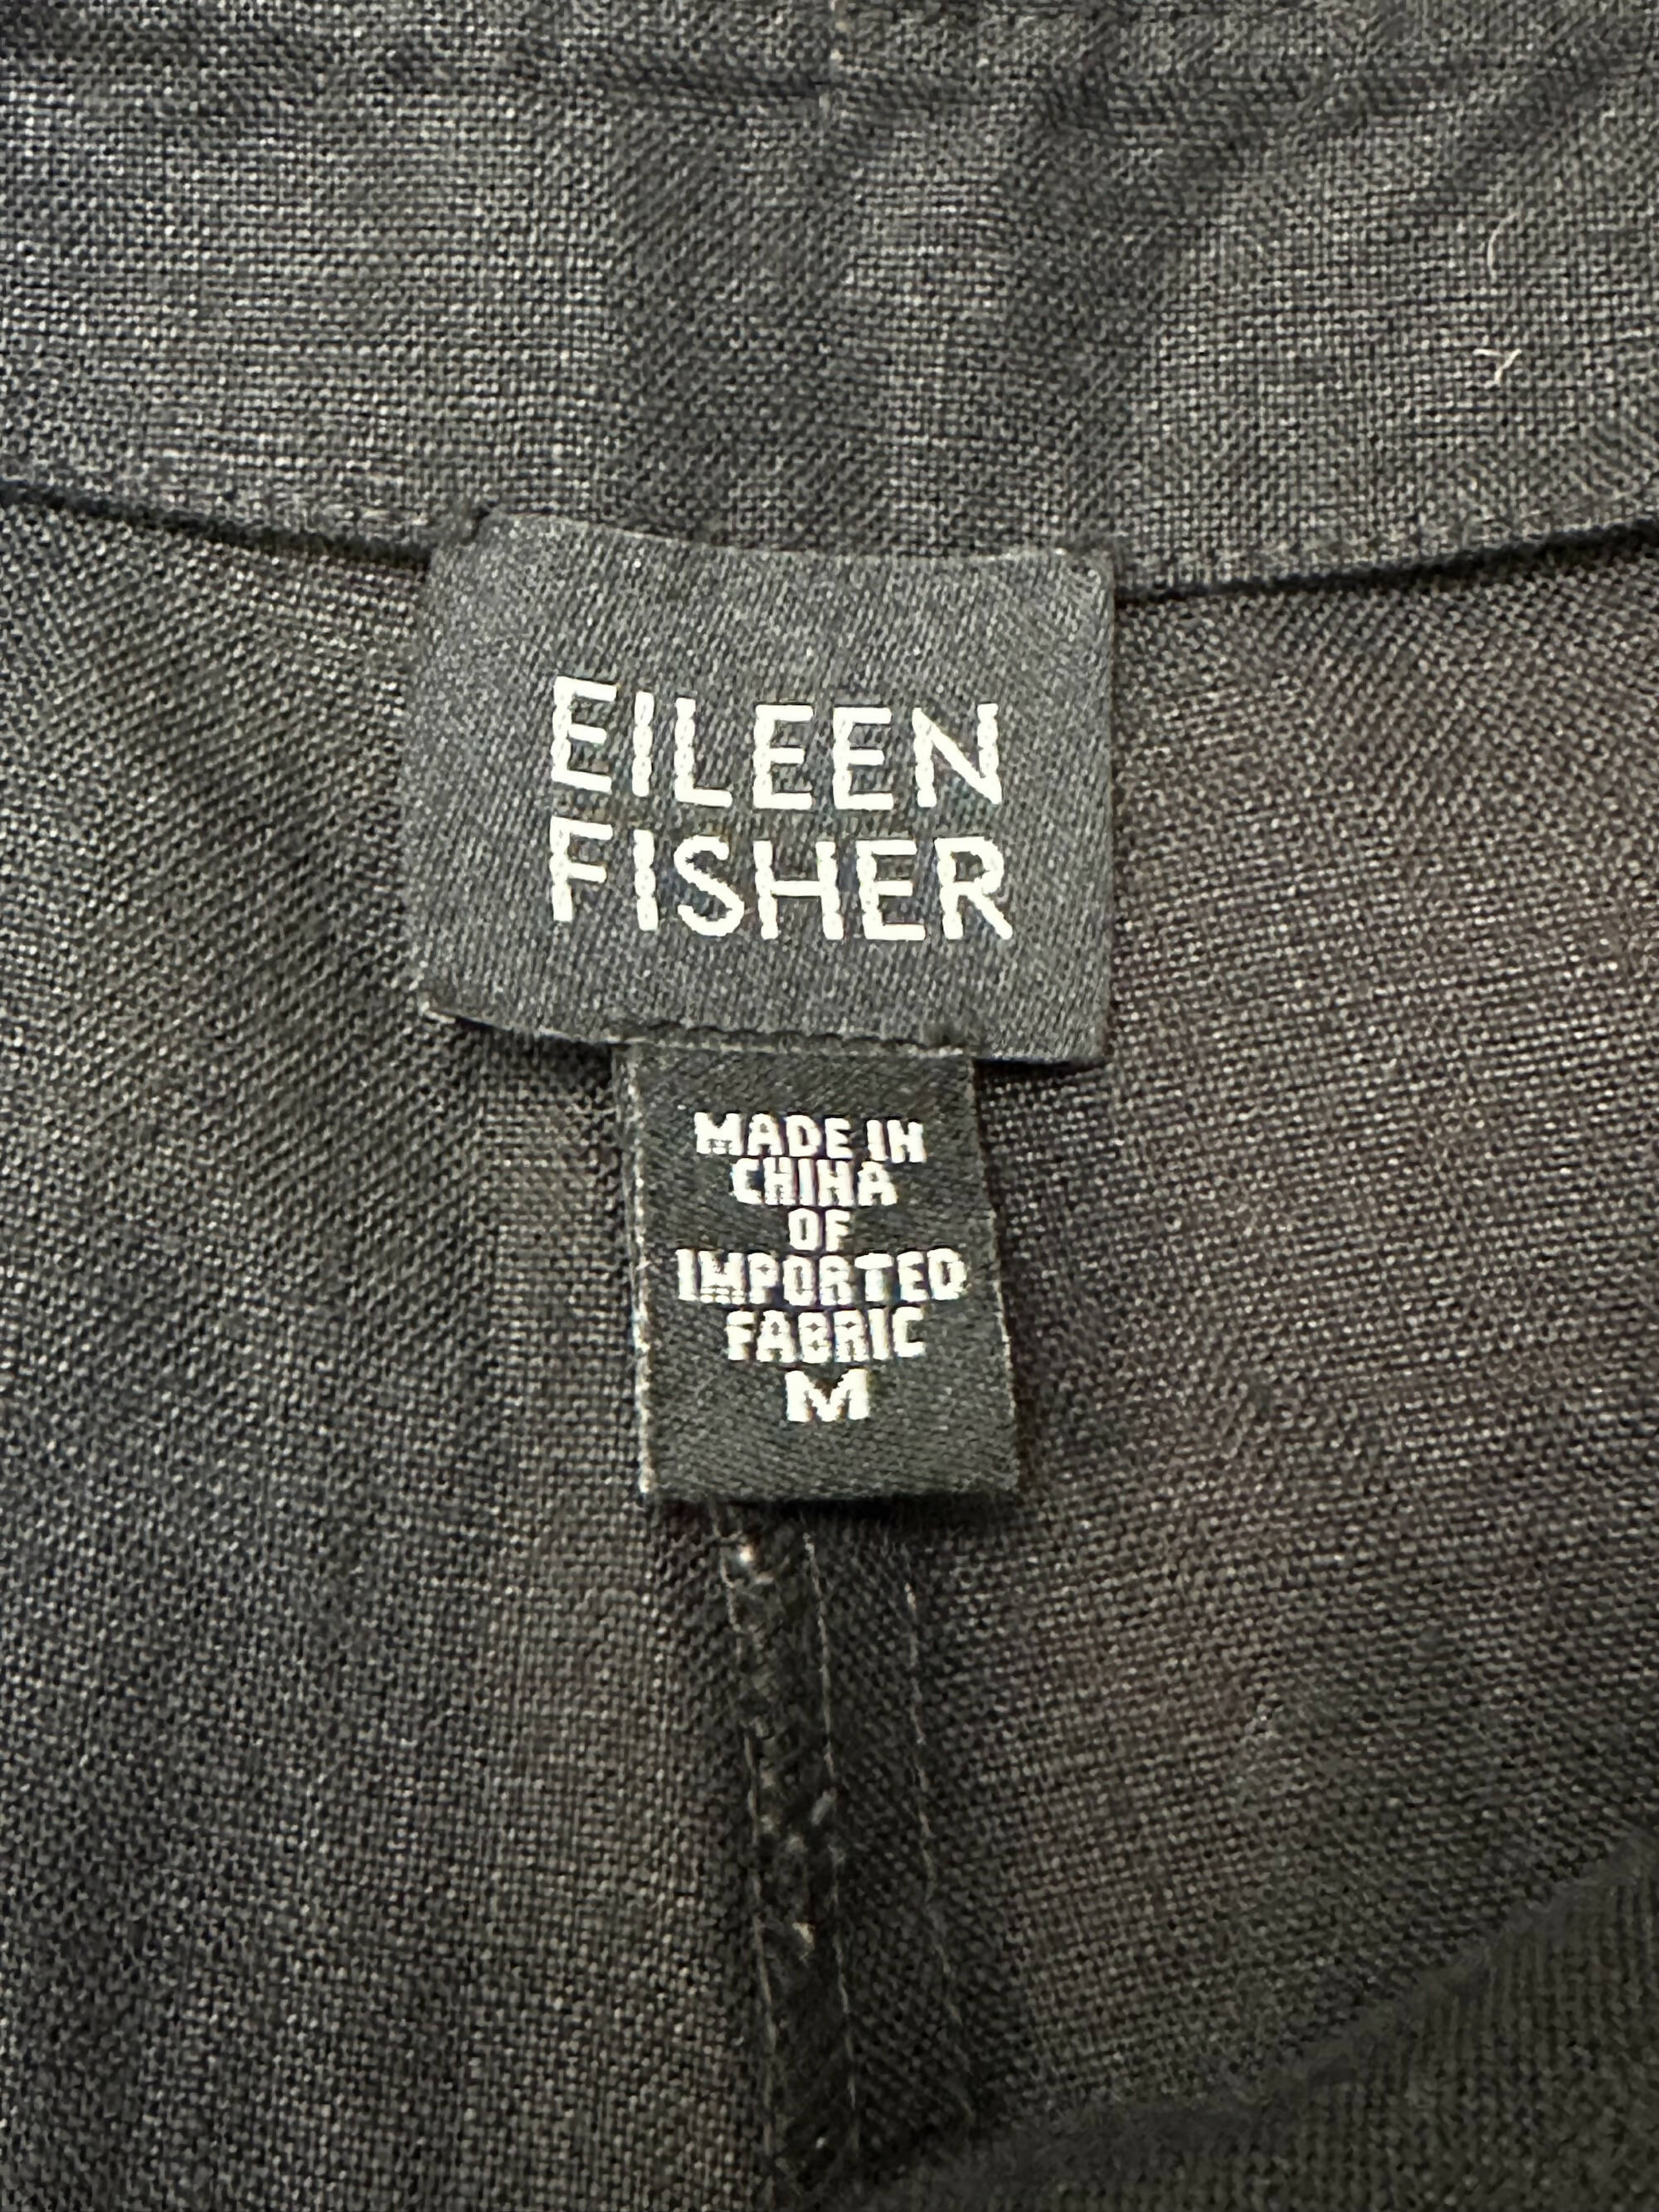 EILEEN
FISHER
MADE IN
CHINA
OF
IMPORTED
FABRIC
M